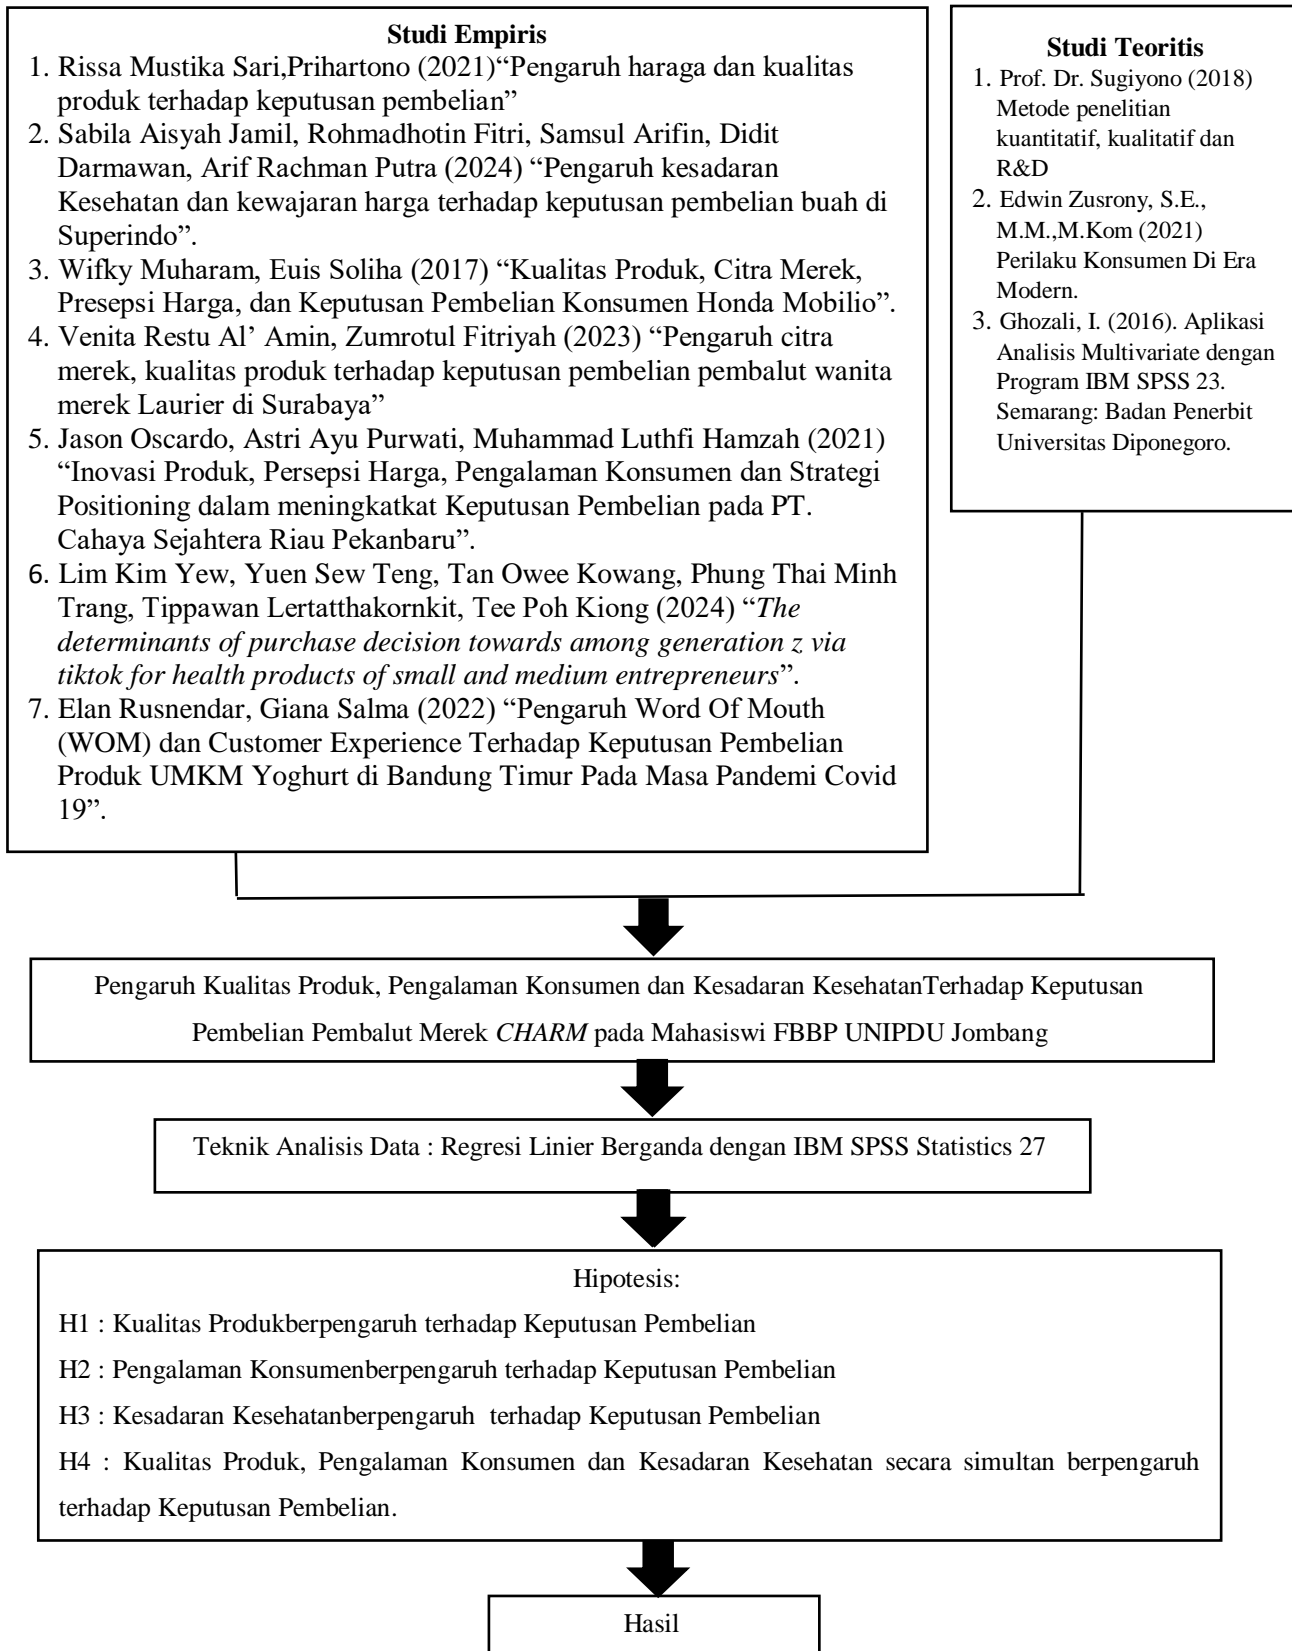 Studi Empiris
1. Rissa Mustika Sari,Prihartono (2021)“Pengaruh haraga dan kualitas
produk terhadap keputusan pembelian”
2. Sabila Aisyah Jamil, Rohmadhotin Fitri, Samsul Arifin, Didit
Darmawan, Arif Rachman Putra (2024) “Pengaruh kesadaran
Kesehatan dan kewajaran harga terhadap keputusan pembelian buah di
Superindo”.
3. Wifky Muharam, Euis Soliha (2017) “Kualitas Produk, Citra Merek,
Presepsi Harga, dan Keputusan Pembelian Konsumen Honda Mobilio”.
4. Venita Restu Al’ Amin, Zumrotul Fitriyah (2023) “Pengaruh citra
merek, kualitas produk terhadap keputusan pembelian pembalut wanita
merek Laurier di Surabaya”
5. Jason Oscardo, Astri Ayu Purwati, Muhammad Luthfi Hamzah (2021)
“Inovasi Produk, Persepsi Harga, Pengalaman Konsumen dan Strategi
Positioning dalam meningkatkat Keputusan Pembelian pada PT.
Cahaya Sejahtera Riau Pekanbaru”.
6. Lim Kim Yew, Yuen Sew Teng, Tan Owee Kowang, Phung Thai Minh
Trang, Tippawan Lertatthakornkit, Tee Poh Kiong (2024) “The
determinants of purchase decision towards among generation z via
tiktok for health products of small and medium entrepreneurs”.
7. Elan Rusnendar, Giana Salma (2022) “Pengaruh Word Of Mouth
(WOM) dan Customer Experience Terhadap Keputusan Pembelian
Produk UMKM Yoghurt di Bandung Timur Pada Masa Pandemi Covid
19”.
Studi Teoritis
1. Prof. Dr. Sugiyono (2018)
Metode penelitian
kuantitatif, kualitatif dan
R&D
2. Edwin Zusrony, S.E.,
M.M.,M.Kom (2021)
Perilaku Konsumen Di Era
Modern.
3. Ghozali, I. (2016). Aplikasi
Analisis Multivariate dengan
Program IBM SPSS 23.
Semarang: Badan Penerbit
Universitas Diponegoro.
Pengaruh Kualitas Produk, Pengalaman Konsumen dan Kesadaran KesehatanTerhadap Keputusan
Pembelian Pembalut Merek CHARM pada Mahasiswi FBBP UNIPDU Jombang
Teknik Analisis Data : Regresi Linier Berganda dengan IBM SPSS Statistics 27
Hipotesis:
H1 : Kualitas Produkberpengaruh terhadap Keputusan Pembelian
H2 : Pengalaman Konsumenberpengaruh terhadap Keputusan Pembelian
H3 : Kesadaran Kesehatanberpengaruh  terhadap Keputusan Pembelian
H4 : Kualitas Produk, Pengalaman Konsumen dan Kesadaran Kesehatan secara simultan berpengaruh
terhadap Keputusan Pembelian.
Hasil